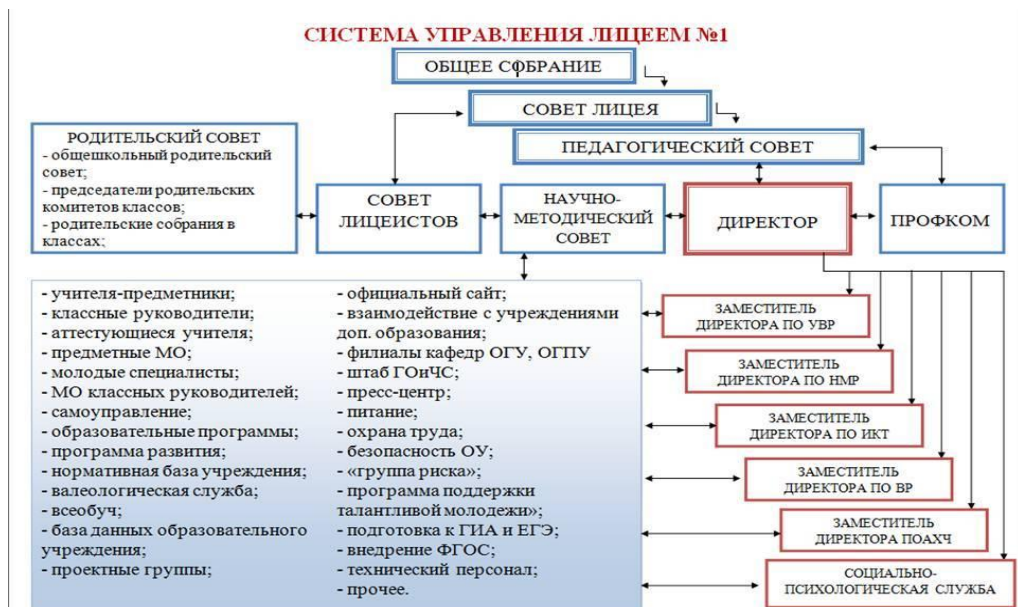 СИСТЕМА УПРАВЛЕНИЯ ЛИЦЕЕМ №1
ОБЩЕЕ СОБРАНИЕ
СОВЕТ ЛИЦЕЯ
ПЕДАГОГИЧЕСКИЙ СОВЕТ
РОДИТЕЛЬСКИЙ СОВЕТ
- общешкольный родительский
совет;
- председатели родительских
комитетов классов;
- родительские собрания в
классах;
СОВЕТ
ЛИЦЕИСТОВ
НАУЧНО-
МЕТОДИЧЕСКИЙ
СОВЕТ
ДИРЕКТОР
ПРОФКОМ
- учителя-предметники;
- классные руководители;
- аттестующиеся учителя;
- предметные МО;
- молодые специалисты;
- МО классных руководителей;
- самоуправление;
- образовательные программы;
- программа развития;
- нормативная база учреждения;
- валеологическая служба;
- всеобуч;
- база данных образовательного
учреждения;
- проектные группы;
- официальный сайт;
- взаимодействие с учреждениями
доп. образования;
- филиалы кафедр ОГУ, ОГПУ
- штаб ГОиЧС;
- пресс-центр;
- питание;
- охрана труда;
- безопасность ОУ;
- «группа риска»;
- программа поддержки
талантливой молодежи»;
- подготовка к ГИА и ЕГЭ;
- внедрение ФГОС;
- технический персонал;
- прочее.
ЗАМЕСТИТЕЛЬ
ДИРЕКТОРА ПО УВР
ЗАМЕСТИТЕЛЬ
ДИРЕКТОРА ПО НМР
ЗАМЕСТИТЕЛЬ
ДИРЕКТОРА ПО ИКТ
ЗАМЕСТИТЕЛЬ
ДИРЕКТОРА ПО ВР
ЗАМЕСТИТЕЛЬ
ДИРЕКТОРА ПОАХЧ
СОЦИАЛЬНО-
ПСИХОЛОГИЧЕСКАЯ СЛУЖБА